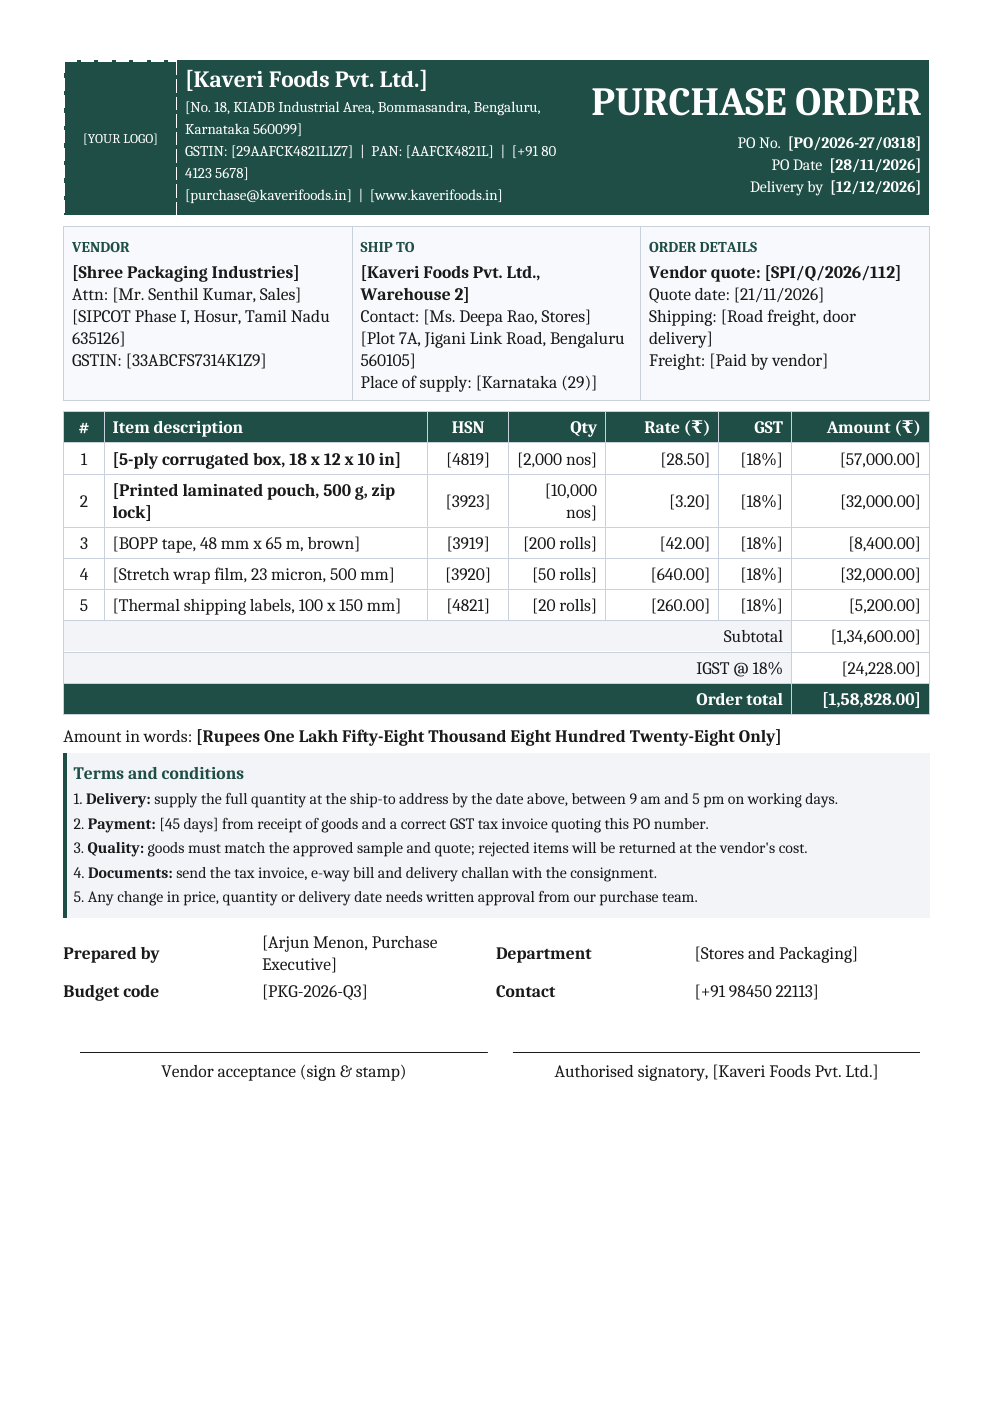 [YOUR LOGO]
[Kaveri Foods Pvt. Ltd.]
[No. 18, KIADB Industrial Area, Bommasandra, Bengaluru,
Karnataka 560099]
GSTIN: [29AAFCK4821L1Z7] | PAN: [AAFCK4821L] | [+91 80
4123 5678]
[purchase@kaverifoods.in] | [www.kaverifoods.in]
PURCHASE ORDER
PO No. [PO/2026-27/0318]
PO Date [28/11/2026]
Delivery by [12/12/2026]
VENDOR
[Shree Packaging Industries]
Attn: [Mr. Senthil Kumar, Sales]
[SIPCOT Phase I, Hosur, Tamil Nadu
635126]
GSTIN: [33ABCFS7314K1Z9]
SHIP TO
[Kaveri Foods Pvt. Ltd.,
Warehouse 2]
Contact: [Ms. Deepa Rao, Stores]
[Plot 7A, Jigani Link Road, Bengaluru
560105]
Place of supply: [Karnataka (29)]
ORDER DETAILS
Vendor quote: [SPI/Q/2026/112]
Quote date: [21/11/2026]
Shipping: [Road freight, door
delivery]
Freight: [Paid by vendor]
# Item description HSN Qty Rate (₹) GST Amount (₹)
1 [5-ply corrugated box, 18 x 12 x 10 in] [4819] [2,000 nos] [28.50] [18%] [57,000.00]
2 [Printed laminated pouch, 500 g, zip
lock] [3923] [10,000
nos] [3.20] [18%] [32,000.00]
3 [BOPP tape, 48 mm x 65 m, brown] [3919] [200 rolls] [42.00] [18%] [8,400.00]
4 [Stretch wrap film, 23 micron, 500 mm] [3920] [50 rolls] [640.00] [18%] [32,000.00]
5 [Thermal shipping labels, 100 x 150 mm] [4821] [20 rolls] [260.00] [18%] [5,200.00]
Subtotal [1,34,600.00]
IGST @ 18% [24,228.00]
Order total [1,58,828.00]
Amount in words: [Rupees One Lakh Fifty-Eight Thousand Eight Hundred Twenty-Eight Only]
Terms and conditions
1. Delivery: supply the full quantity at the ship-to address by the date above, between 9 am and 5 pm on working days.
2. Payment: [45 days] from receipt of goods and a correct GST tax invoice quoting this PO number.
3. Quality: goods must match the approved sample and quote; rejected items will be returned at the vendor's cost.
4. Documents: send the tax invoice, e-way bill and delivery challan with the consignment.
5. Any change in price, quantity or delivery date needs written approval from our purchase team.
Prepared by [Arjun Menon, Purchase
Executive] Department [Stores and Packaging]
Budget code [PKG-2026-Q3] Contact [+91 98450 22113]
Vendor acceptance (sign & stamp)
Authorised signatory, [Kaveri Foods Pvt. Ltd.]